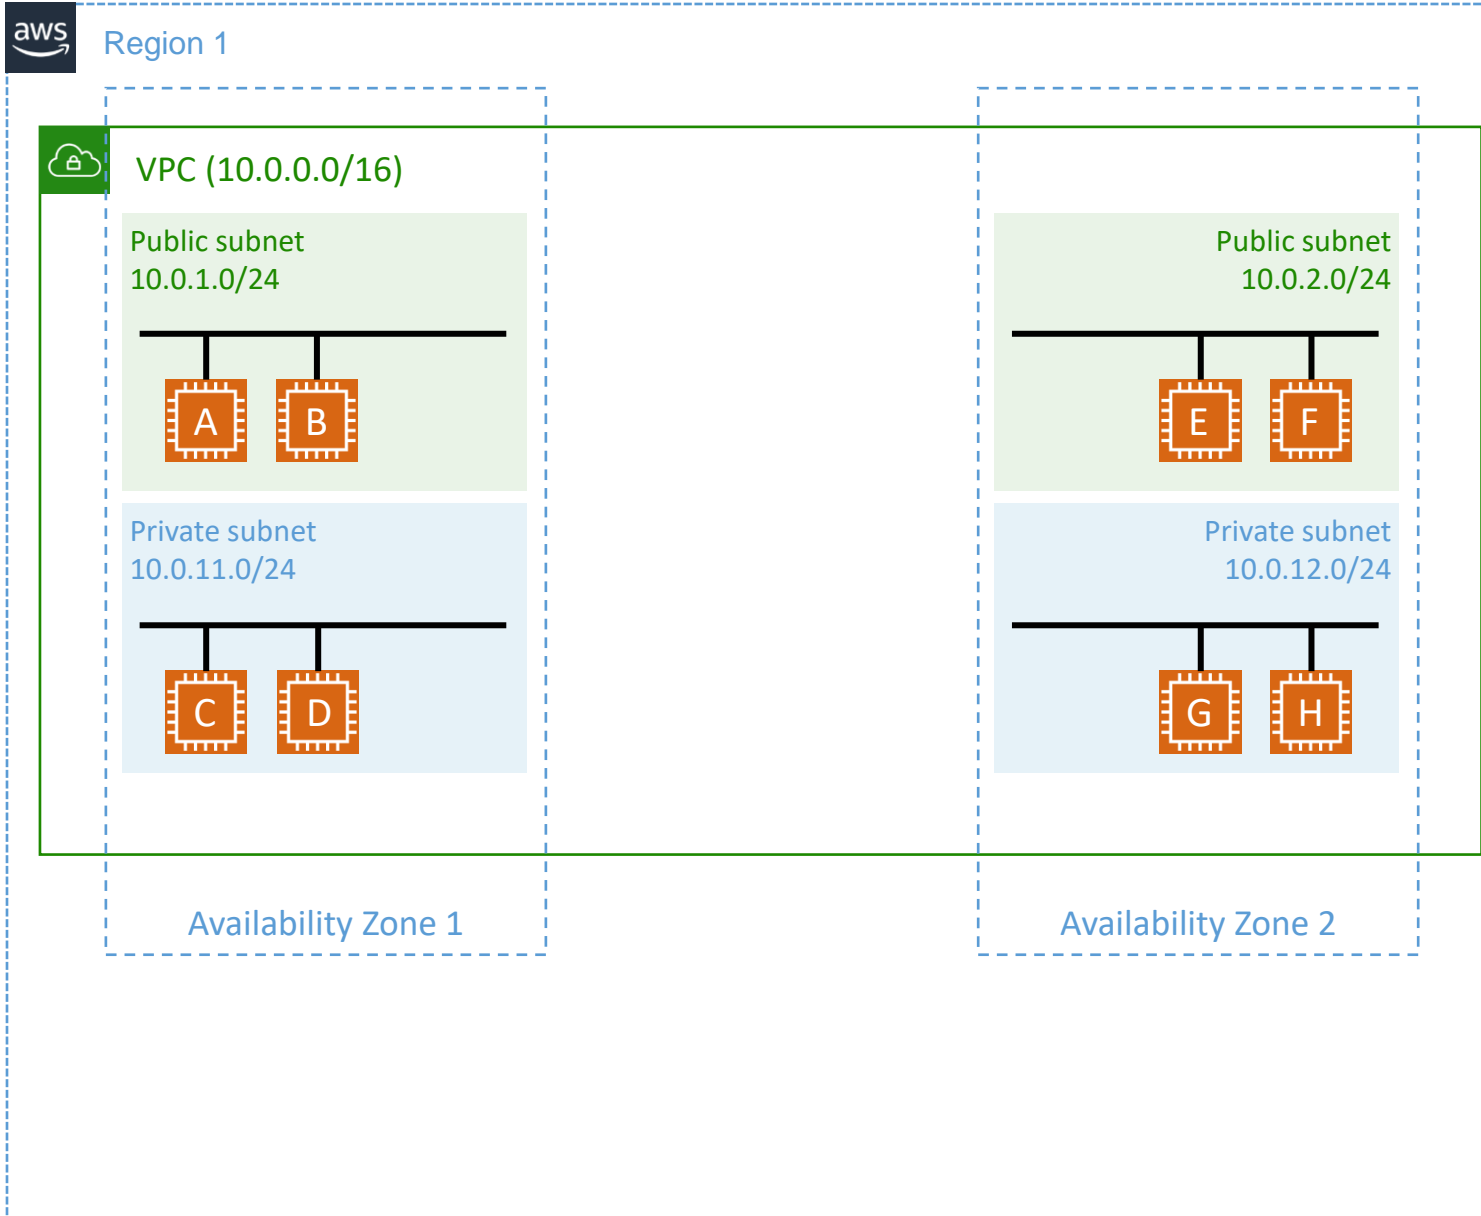 aws
Region 1
VPC (10.0.0.0/16)
Public subnet
10.0.1.0/24
A
B
Public subnet
10.0.2.0/24
E
F
Private subnet
10.0.11.0/24
C
D
Private subnet
10.0.12.0/24
G
H
Availability Zone 1
Availability Zone 2